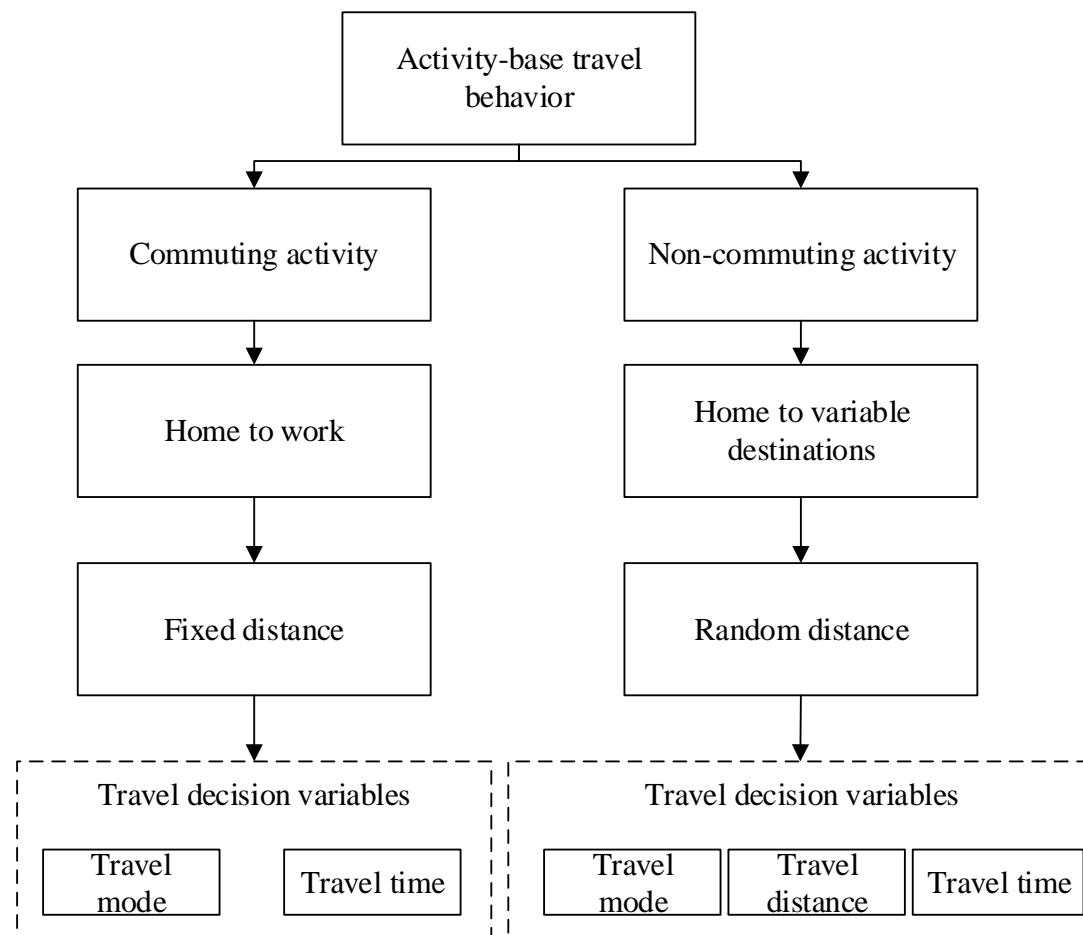 Activity-base travel
behavior
Commuting activity
Non-commuting activity
Home to work
Home to variable
destinations
Fixed distance
Random distance
Travel decision variables
Travel decision variables
Travel
mode
Travel time
Travel
mode
Travel
distance
Travel time